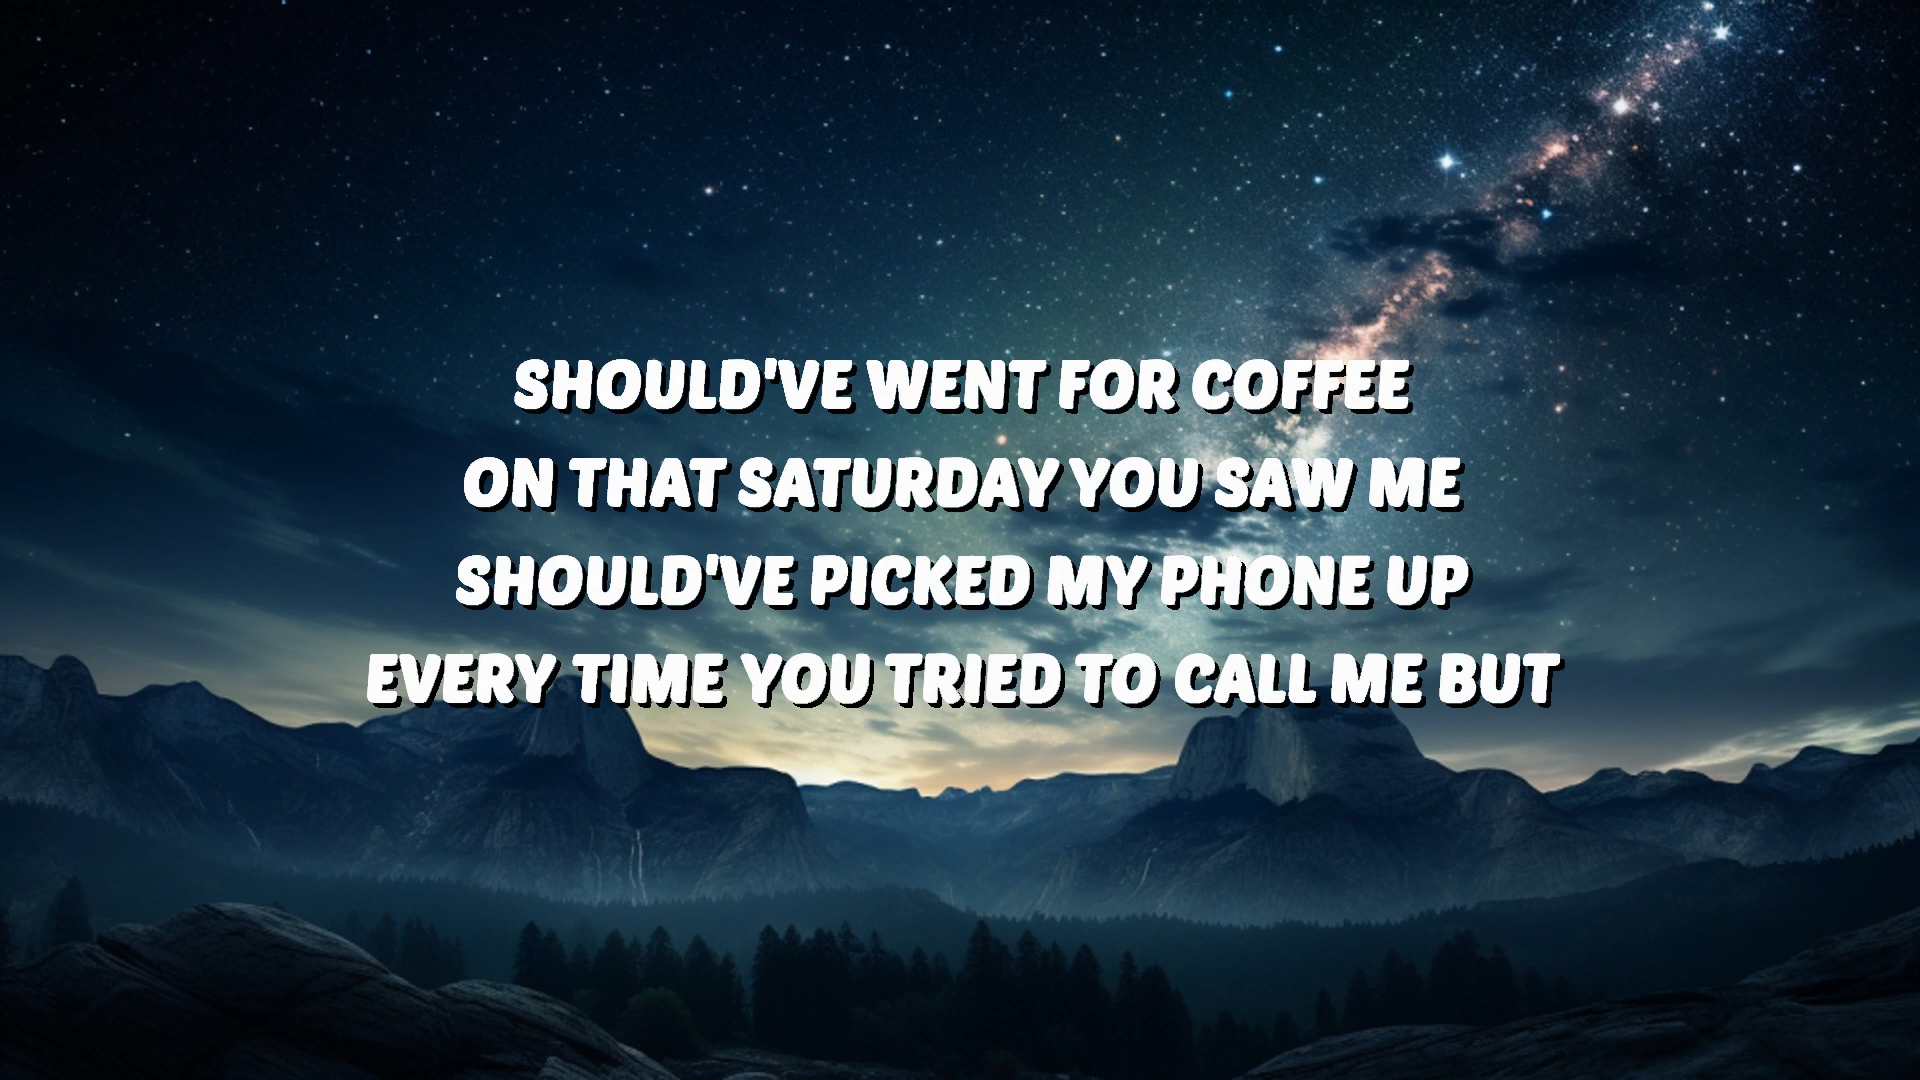 SHOULD'VE WENT FOR COFFEE
ON THAT SATURDAY YOU SAW ME
SHOULD'VE PICKED MY PHONE UP
EVERY TIME YOU TRIED TO CALL ME BUT